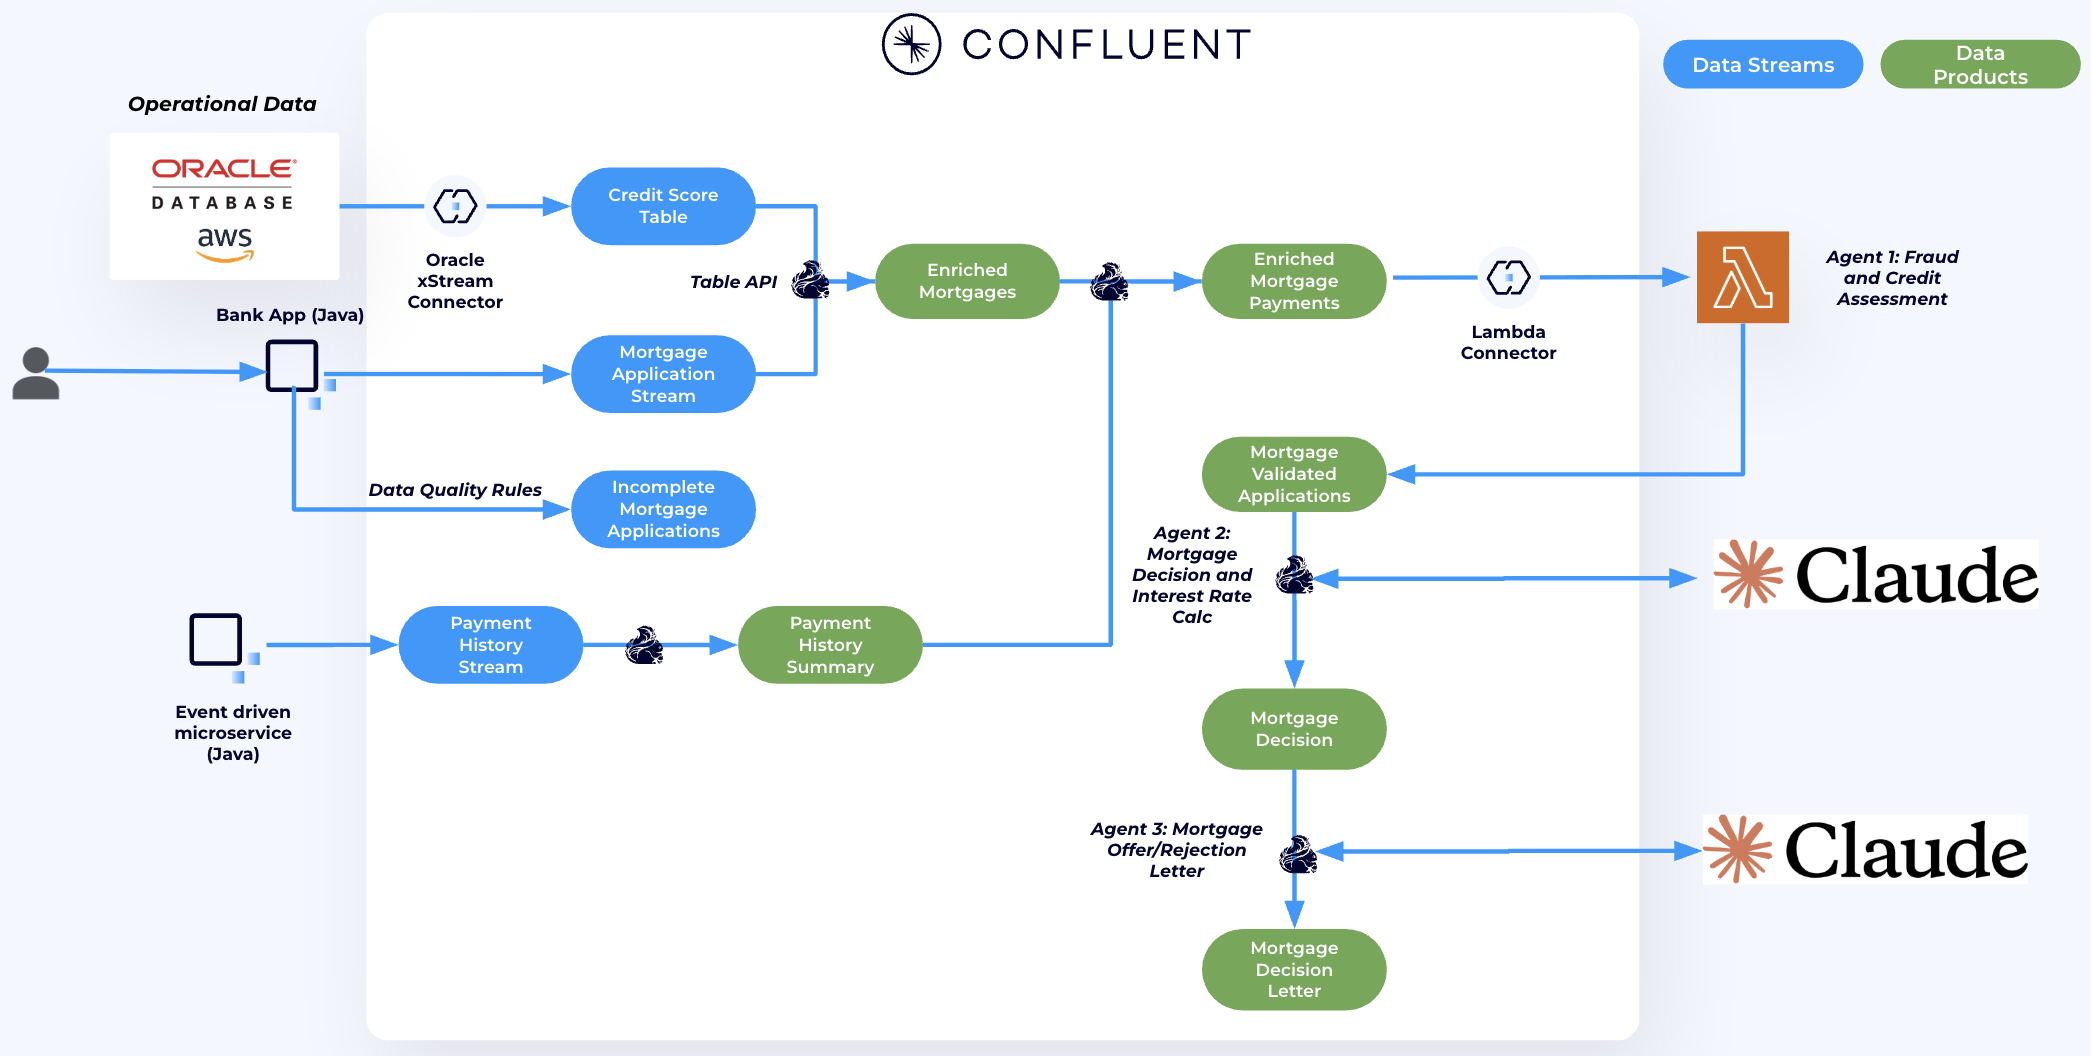 CONFLUENT
Data Streams
Data
Products
Operational Data
ORACLE
DATABASE
aws
Oracle
xStream
Connector
Credit Score
Table
Table API
Enriched
Mortgages
Enriched
Mortgage
Payments
Lambda
Connector
Agent 1: Fraud
and Credit
Assessment
Bank App (Java)
Mortgage
Application
Stream
Data Quality Rules
Incomplete
Mortgage
Applications
Mortgage
Validated
Applications
Agent 2:
Mortgage
Decision and
Interest Rate
Calc
Claude
Payment
History
Stream
Payment
History
Summary
Event driven
microservice
(Java)
Mortgage
Decision
Agent 3: Mortgage
Offer/Rejection
Letter
Claude
Mortgage
Decision
Letter